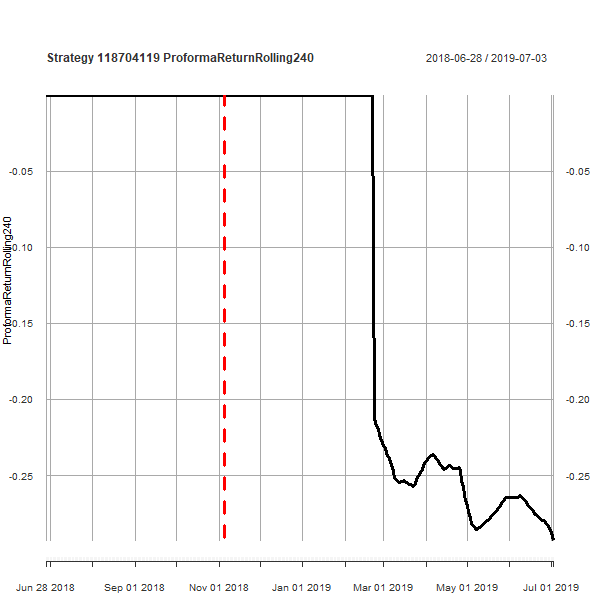 Strategy 118704119 ProformaReturnRolling240
2018-06-28 / 2019-07-03
ProformaReturnRolling240
-0.05
-0.10
-0.15
-0.20
-0.25
-0.05
-0.10
-0.15
-0.20
-0.25
Jun 28 2018
Sep 01 2018
Nov 01 2018
Jan 01 2019
Mar 01 2019
May 01 2019
Jul 01 2019